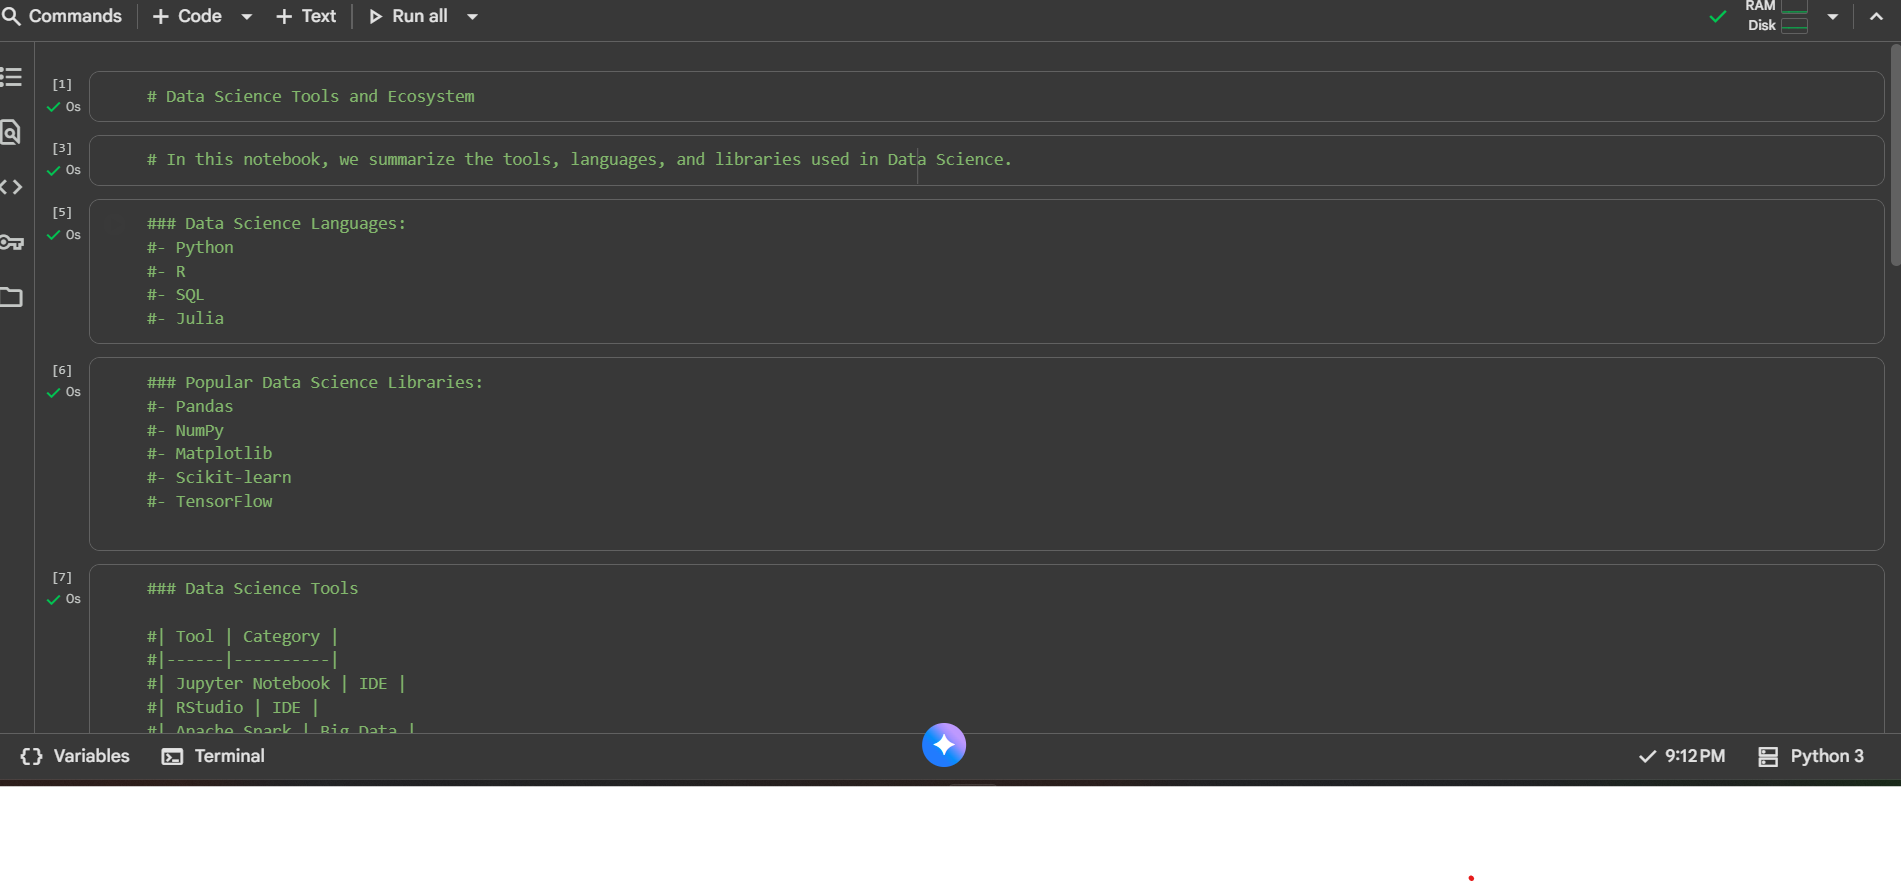 Commands + Code + Text Run all RAM
Disk
[1]
0s
# Data Science Tools and Ecosystem
[3]
0s
# In this notebook, we summarize the tools, languages, and libraries used in Data Science.
[5]
0s
### Data Science Languages:
#- Python
#- R
#- SQL
#- Julia
[6]
0s
### Popular Data Science Libraries:
#- Pandas
#- NumPy
#- Matplotlib
#- Scikit-learn
#- TensorFlow
[7]
0s
### Data Science Tools
#| Tool | Category |
#|------|----------|
#| Jupyter Notebook | IDE |
#| RStudio | IDE |
#| Apache Spark | Big Data |
{} Variables Terminal 9:12 PM Python 3